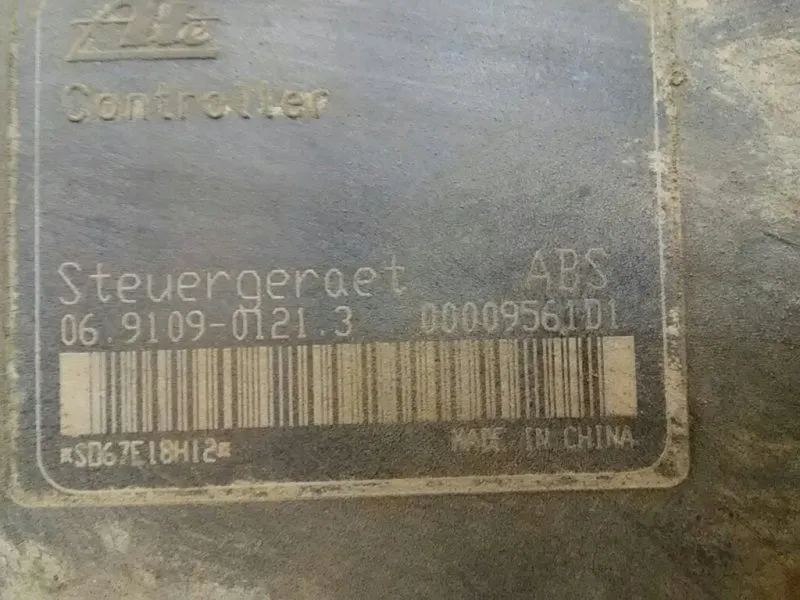 Ate
Controller
Steuergeraet ABS
06.9109-0121.3 00009561D1
*SD67E18H12*
MADE IN CHINA